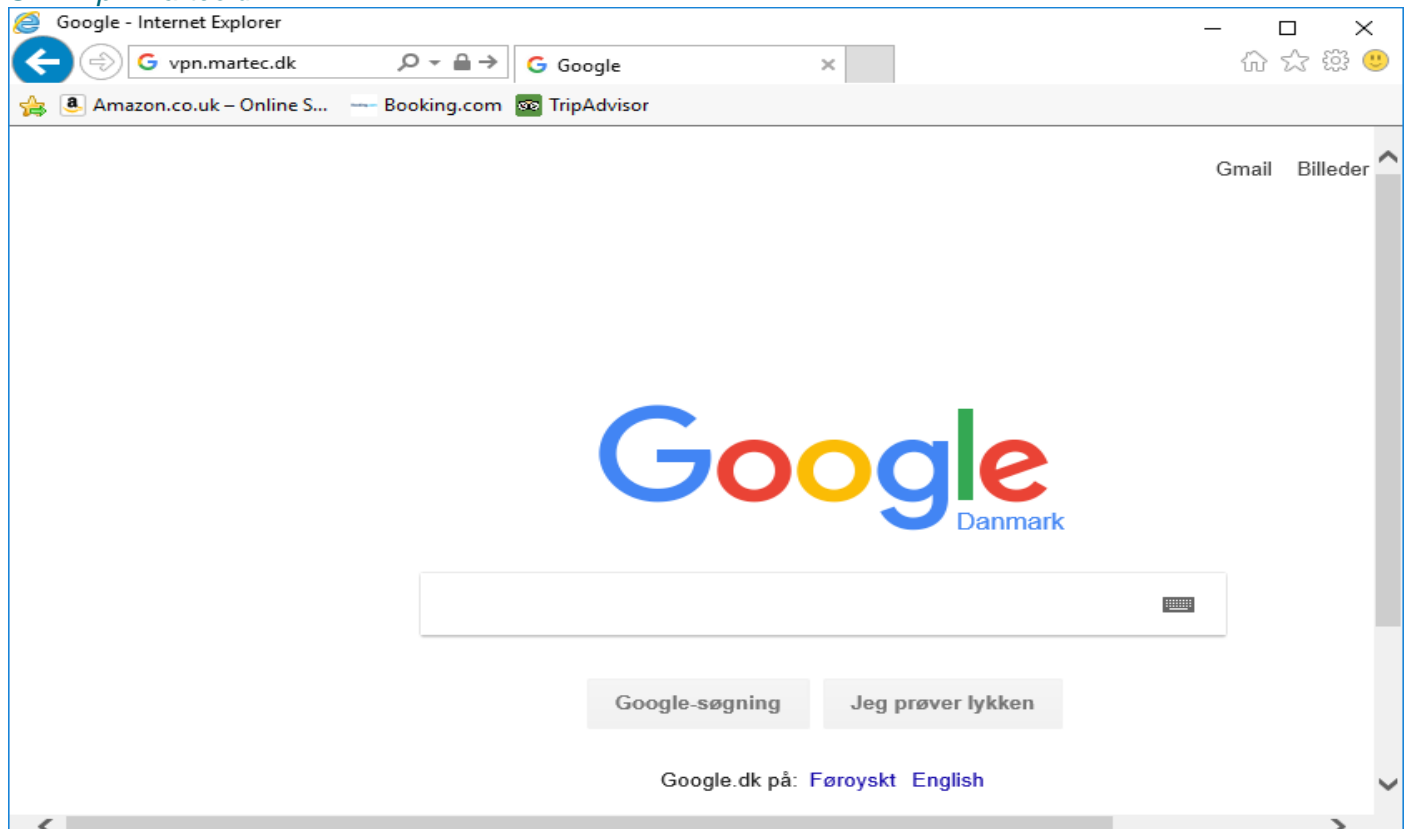 Google - Internet Explorer
vpn.martec.dk
Google
Amazon.co.uk – Online S...
Booking.com
TripAdvisor
Gmail Billeder
Google
Danmark
Google-søgning
Jeg prøver lykken
Google.dk på: Føroyskt English